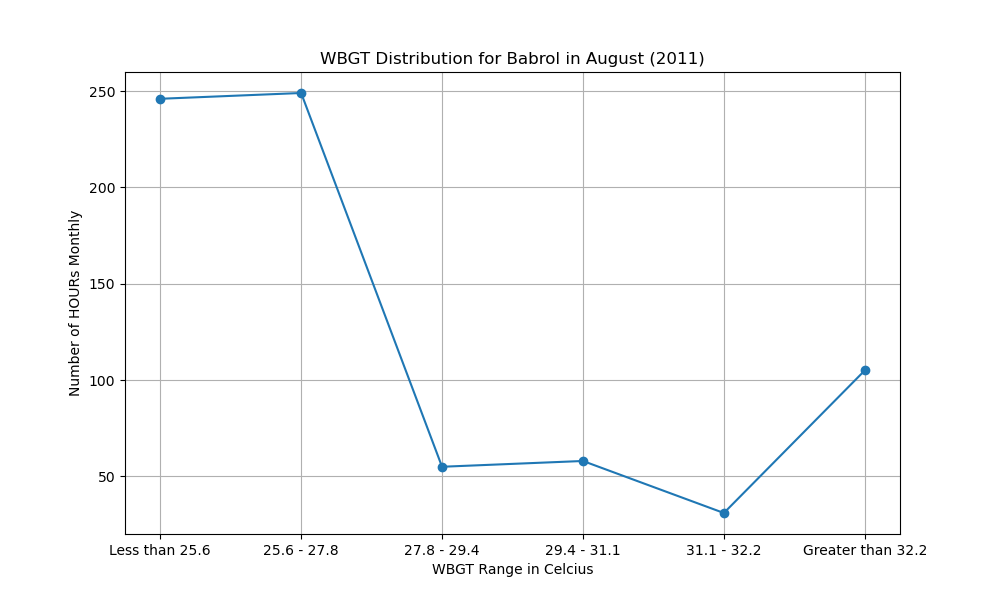 WBGT Distribution for Babrol in August (2011)
Number of HOURs Monthly
250
200
150
100
50
Less than 25.6
25.6 - 27.8
27.8 - 29.4
29.4 - 31.1
31.1 - 32.2
Greater than 32.2
WBGT Range in Celcius